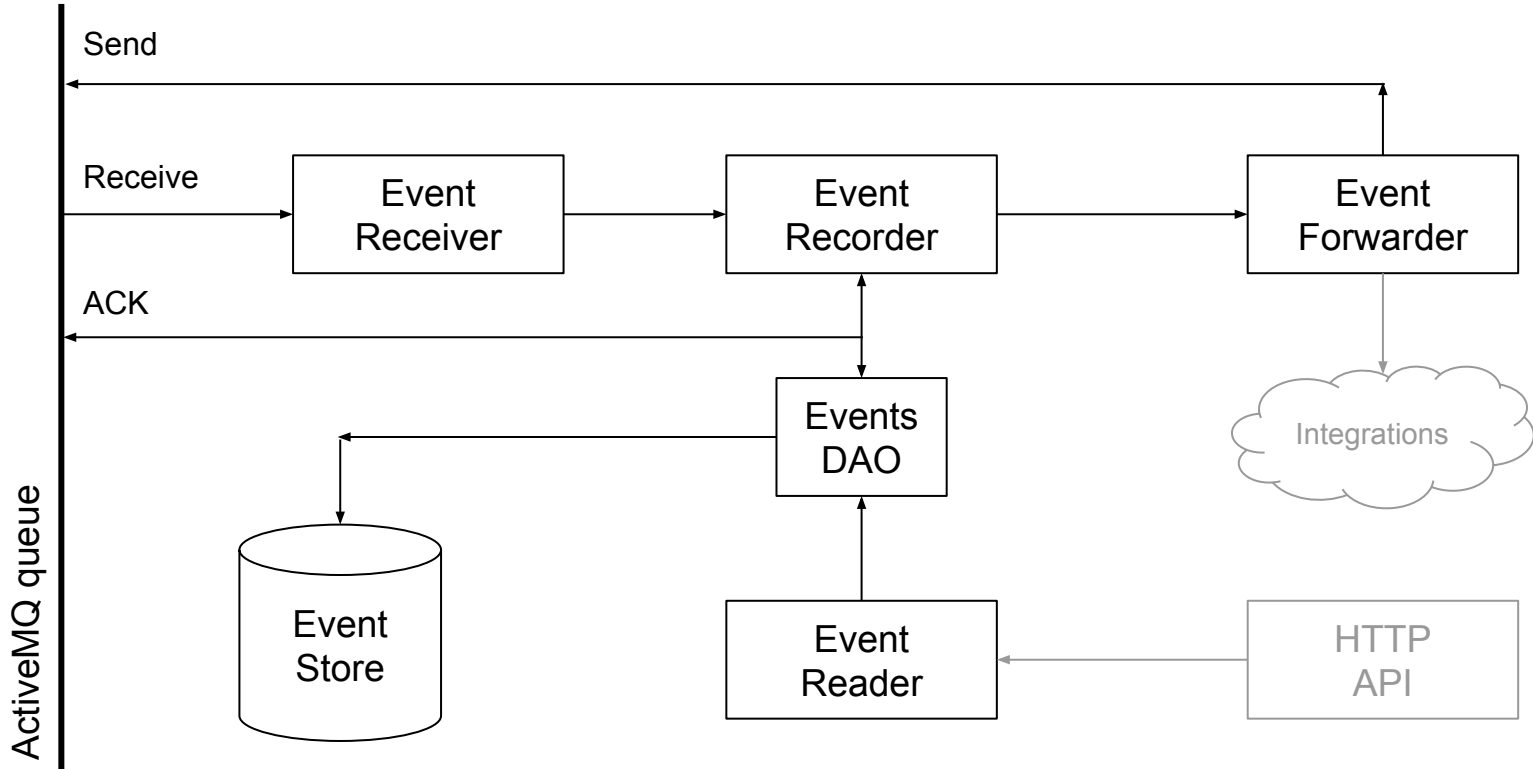 Send
Receive
Event
Receiver
Event
Recorder
Event
Forwarder
ACK
Events
DAO
Integrations
ActiveMQ queue
Event
Store
Event
Reader
HTTP
API